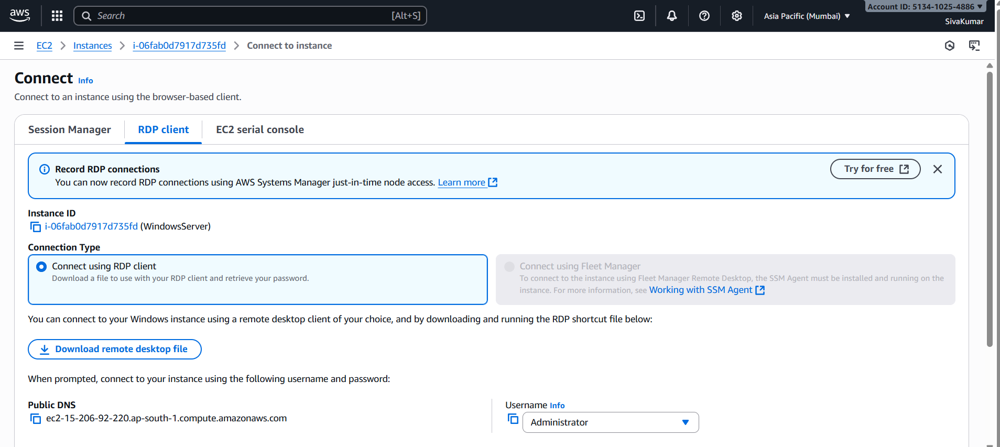 aws
Search
[Alt+S]
Asia Pacific (Mumbai)
Account ID: 5134-1025-4886
SivaKumar
EC2
Instances
i-06fab0d7917d735fd
Connect to instance
Connect Info
Connect to an instance using the browser-based client.
Session Manager
RDP client
EC2 serial console
Record RDP connections
You can now record RDP connections using AWS Systems Manager just-in-time node access. Learn more
Try for free
Instance ID
i-06fab0d7917d735fd (WindowsServer)
Connection Type
Connect using RDP client
Download a file to use with your RDP client and retrieve your password.
Connect using Fleet Manager
To connect to the instance using Fleet Manager Remote Desktop, the SSM Agent must be installed and running on the
instance. For more information, see Working with SSM Agent
You can connect to your Windows instance using a remote desktop client of your choice, and by downloading and running the RDP shortcut file below:
Download remote desktop file
When prompted, connect to your instance using the following username and password:
Public DNS
ec2-15-206-92-220.ap-south-1.compute.amazonaws.com
Username Info
Administrator